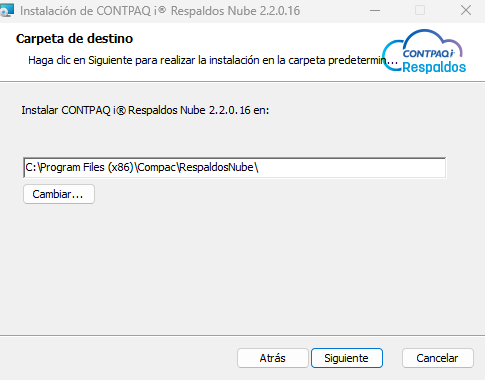 Instalación de CONTPAQ i® Respaldos Nube 2.2.0.16
Carpeta de destino
Haga clic en Siguiente para realizar la instalación en la carpeta predetermin...
CONTPAQ i
Respaldos
Instalar CONTPAQ i® Respaldos Nube 2.2.0.16 en:
C:\Program Files (x86)\Compac\RespaldosNube\
Cambiar...
Atrás Siguiente Cancelar